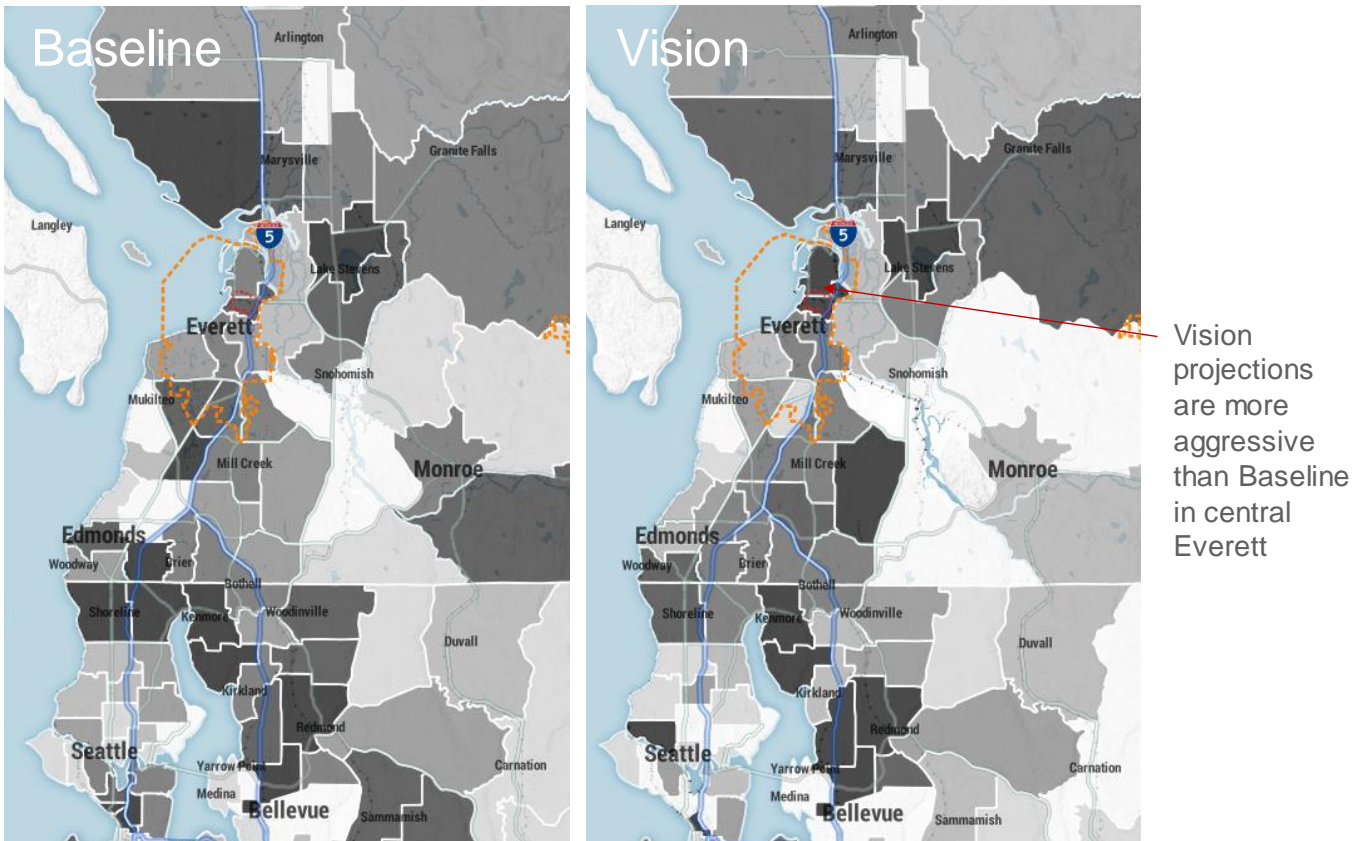 Baseline
Arlington
Marysville
Granite Falls
Langley
5
Lake Stevens
Everett
Snohomish
Mukilteo
Mill Creek
Monroe
Edmonds
Woodway
Brier
Bothell
Shoreline
Kenmore
Woodinville
Duvall
Kirkland
Redmond
Seattle
Yarrow Point
Carnation
Medina
Bellevue
Sammamish
Vision
Arlington
Marysville
Granite Falls
Langley
5
Lake Stevens
Everett
Snohomish
Mukilteo
Mill Creek
Monroe
Edmonds
Woodway
Brier
Bothell
Shoreline
Kenmore
Woodinville
Duvall
Kirkland
Redmond
Seattle
Yarrow Point
Carnation
Medina
Bellevue
Sammamish
Vision
projections
are more
aggressive
than Baseline
in central
Everett